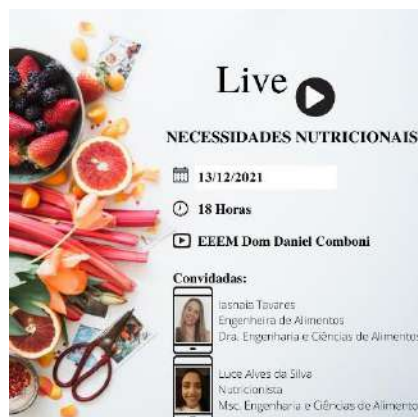 Live
NECESSIDADES NUTRICIONAIS
13/12/2021
18 Horas
EEEM Dom Daniel Comboni
Convidadas:
Iasnaia Tavares
Engenheira de Alimentos
Dra. Engenharia e Ciências de Alimentos
Luce Alves da Silva
Nutricionista
Msc. Engenharia e Ciências de Alimento